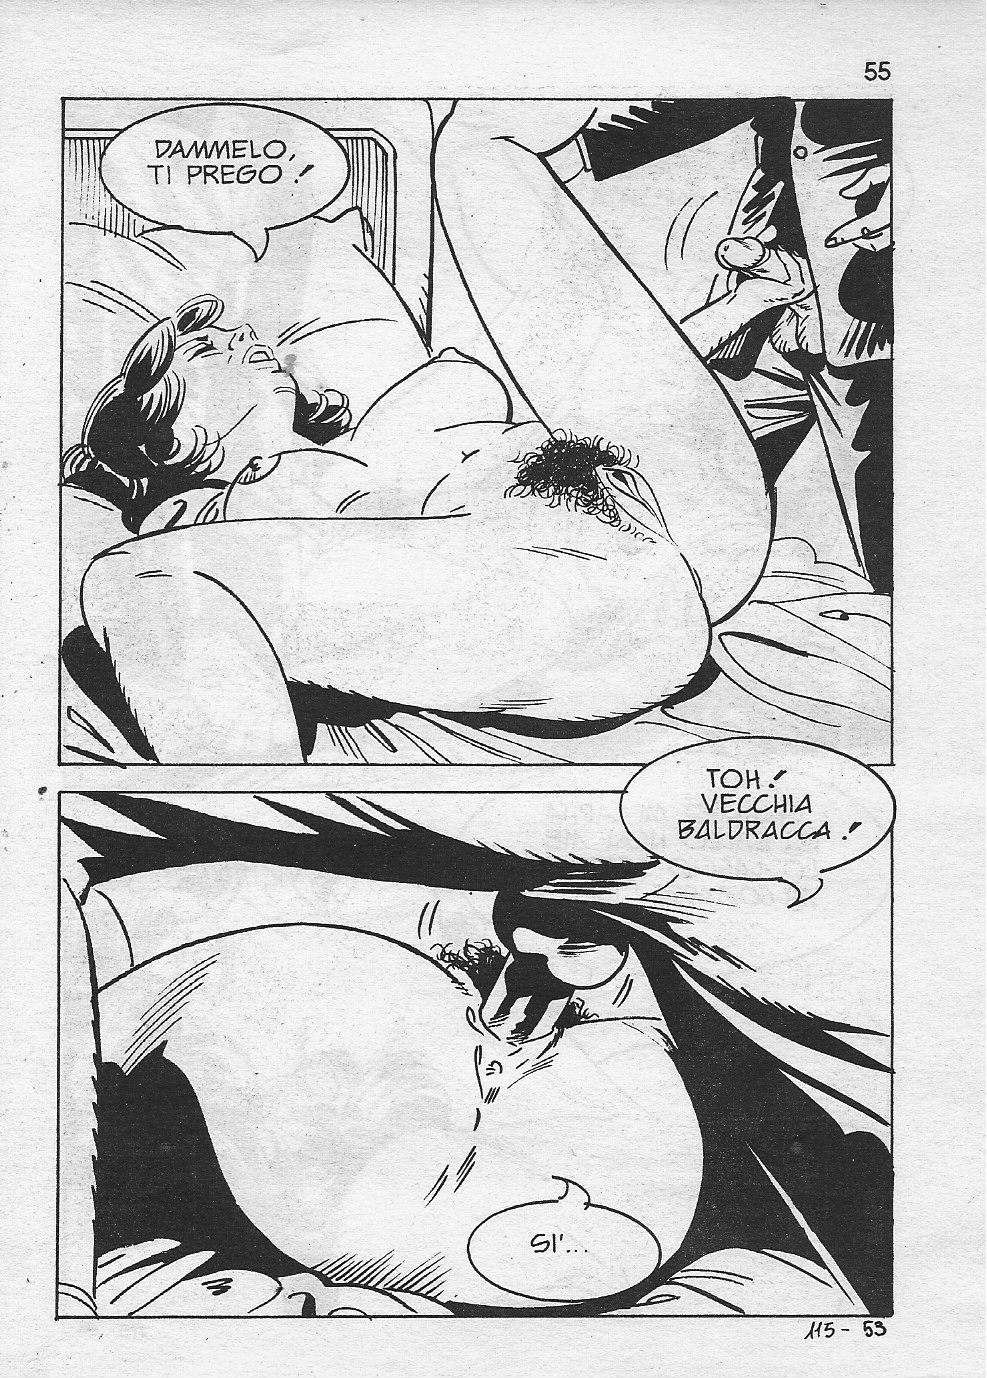 55
DAMMELO,
TI PREGO!
TOH!
VECCHIA
BALDRACCA!
SI'...
115-53